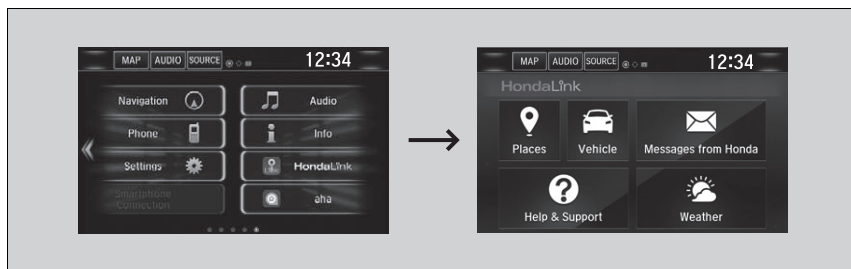 MAP AUDIO SOURCE 12:34
Navigation Audio
Phone Info
Settings HondaLink
Smartphone
Connection
aha
MAP AUDIO SOURCE 12:34
HondaLink
Places Vehicle Messages from Honda
Help & Support Weather